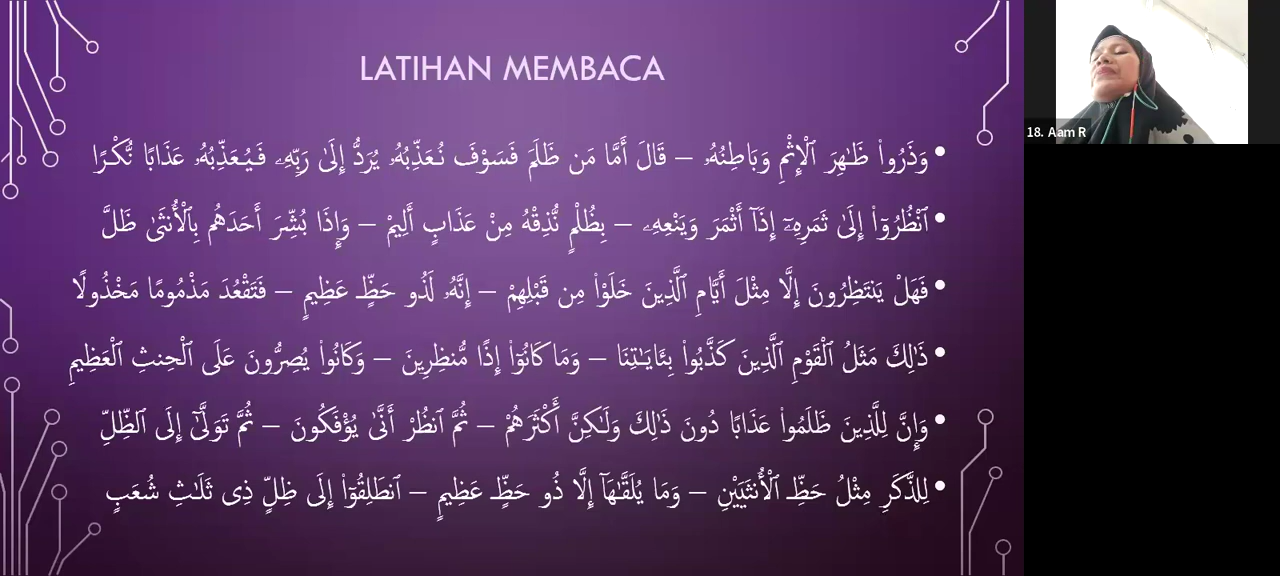 LATIHAN MEMBACA
• وَذَرُوا۟ ظَـٰهِرَ ٱلْإِثْمِ وَبَاطِنَهُۥ – قَالَ أَمَّا مَن ظَلَمَ فَسَوْفَ نُعَذِّبُهُۥ يُرَدُّ إِلَىٰ رَبِّهِۦ فَيُعَذِّبُهُۥ عَذَابًا نُّكْرًا
• ٱنْظُرُوٓا۟ إِلَىٰ ثَمَرِهِۦٓ إِذَآ أَثْمَرَ وَيَنْعِهِۦ – بِظُلْمٍ نُّذِقْهُ مِنْ عَذَابٍ أَلِيمْ – وَإِذَا بُشِّرَ أَحَدَهُم بِٱلْأُنثَىٰ ظَلَّ
• فَهَلْ يَنتَظِرُونَ إِلَّا مِثْلَ أَيَّامِ ٱلَّذِينَ خَلَوْا۟ مِن قَبْلِهِمْ – إِنَّهُۥ لَذُو حَظٍّ عَظِيمٍ – فَتَقْعُدَ مَذْمُومًا مَخْذُولًا
• ذَٰلِكَ مَثَلُ ٱلْقَوْمِ ٱلَّذِينَ كَذَّبُوا۟ بِـَٔايَـٰتِنَا – وَمَا كَانُوٓا۟ إِذًا مُّنظِرِينَ – وَكَانُوا۟ يُصِرُّونَ عَلَى ٱلْحِنثِ ٱلْعَظِيمِ
• وَإِنَّ لِلَّذِينَ ظَلَمُوا۟ عَذَابًا دُونَ ذَٰلِكَ وَلَـٰكِنَّ أَكْثَرَهُمْ – ثُمَّ ٱنظُرْ أَنَّىٰ يُؤْفَكُونَ – ثُمَّ تَوَلَّىٰٓ إِلَى ٱلظِّلِّ
• لِلذَّكَرِ مِثْلُ حَظِّ ٱلْأُنثَيَيْنِ – وَمَا يُلَقَّىٰهَآ إِلَّا ذُو حَظٍّ عَظِيمٍ – ٱنطَلِقُوٓا۟ إِلَى ظِلٍّ ذِى ثَلَـٰثِ شُعَبٍ
18. Aam R